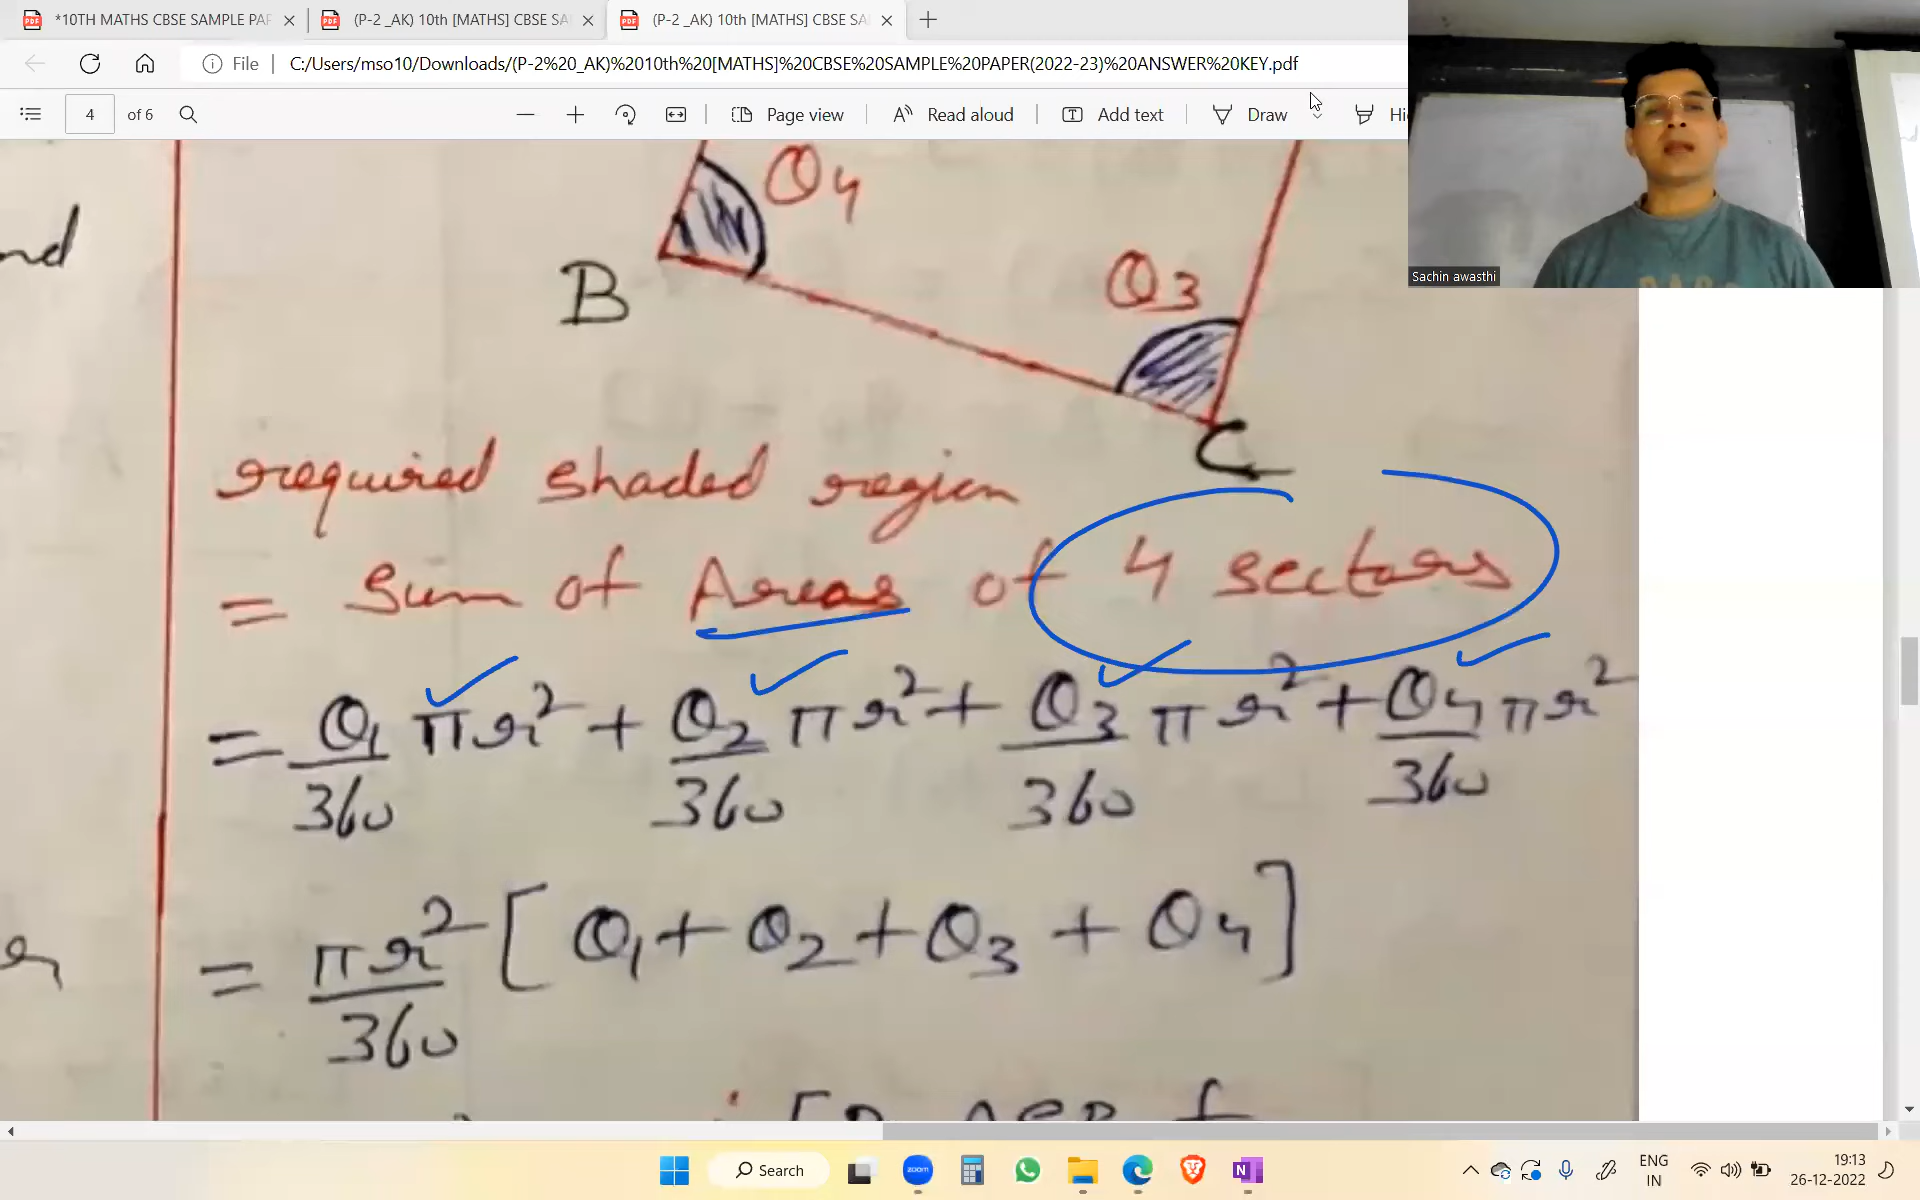 *10TH MATHS CBSE SAMPLE PAP
(P-2 _AK) 10th [MATHS] CBSE SA
(P-2 _AK) 10th [MATHS] CBSE SA
File
C:/Users/mso10/Downloads/(P-2%20_AK)%2010th%20[MATHS]%20CBSE%20SAMPLE%20PAPER(2022-23)%20ANSWER%20KEY.pdf
4 of 6
Page view
Read aloud
Add text
Draw
Hi
Sachin awasthi
nd
θ4
B
θ3
C
required shaded region
= Sum of Areas of 4 sectors
= θ1/360 πr² + θ2/360 πr² + θ3/360 πr² + θ4/360 πr²
= πr²/360 [θ1 + θ2 + θ3 + θ4]
Search
zoom
N
ENG
IN
19:13
26-12-2022